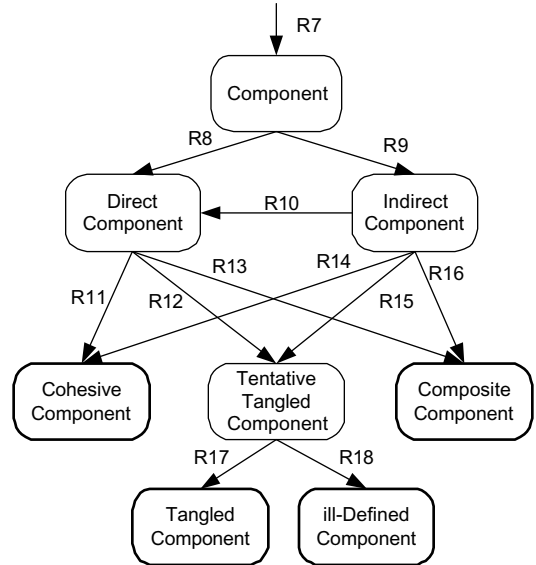 R7
Component
R8
R9
Direct
Component
R10
Indirect
Component
R11
R12
R13
R14
R15
R16
Cohesive
Component
Tentative
Tangled
Component
Composite
Component
R17
R18
Tangled
Component
ill-Defined
Component